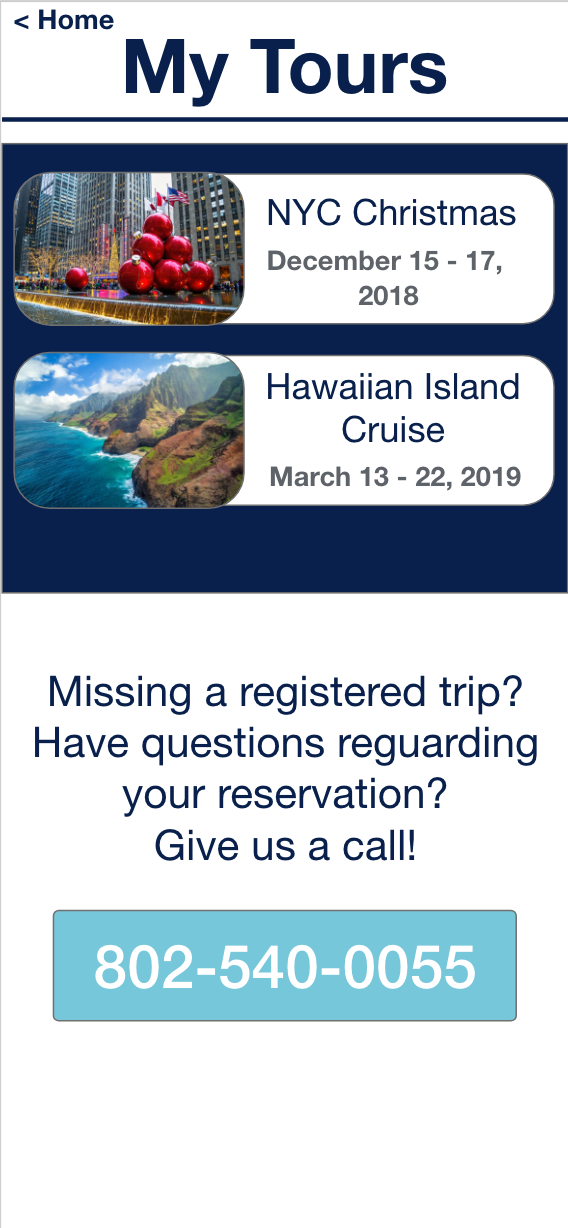 < Home
My Tours
NYC Christmas
December 15 - 17,
2018
Hawaiian Island
Cruise
March 13 - 22, 2019
Missing a registered trip?
Have questions reguarding
your reservation?
Give us a call!
802-540-0055